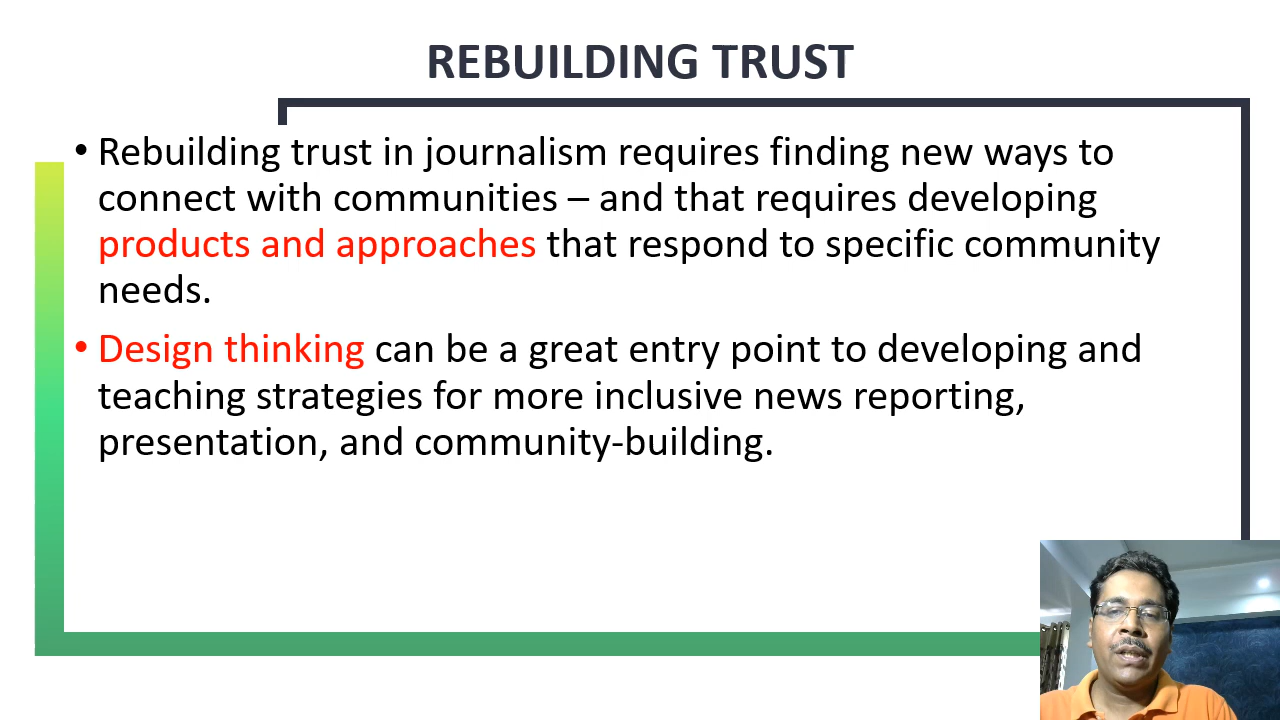 REBUILDING TRUST
• Rebuilding trust in journalism requires finding new ways to
connect with communities – and that requires developing
products and approaches that respond to specific community
needs.
• Design thinking can be a great entry point to developing and
teaching strategies for more inclusive news reporting,
presentation, and community-building.